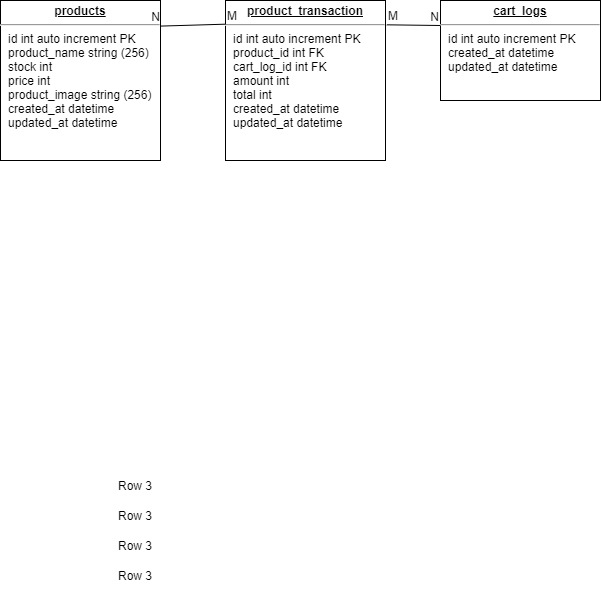 products
id int auto increment PK
product_name string (256)
stock int
price int
product_image string (256)
created_at datetime
updated_at datetime
N
M
product_transaction
id int auto increment PK
product_id int FK
cart_log_id int FK
amount int
total int
created_at datetime
updated_at datetime
M
N
cart_logs
id int auto increment PK
created_at datetime
updated_at datetime
Row 3
Row 3
Row 3
Row 3